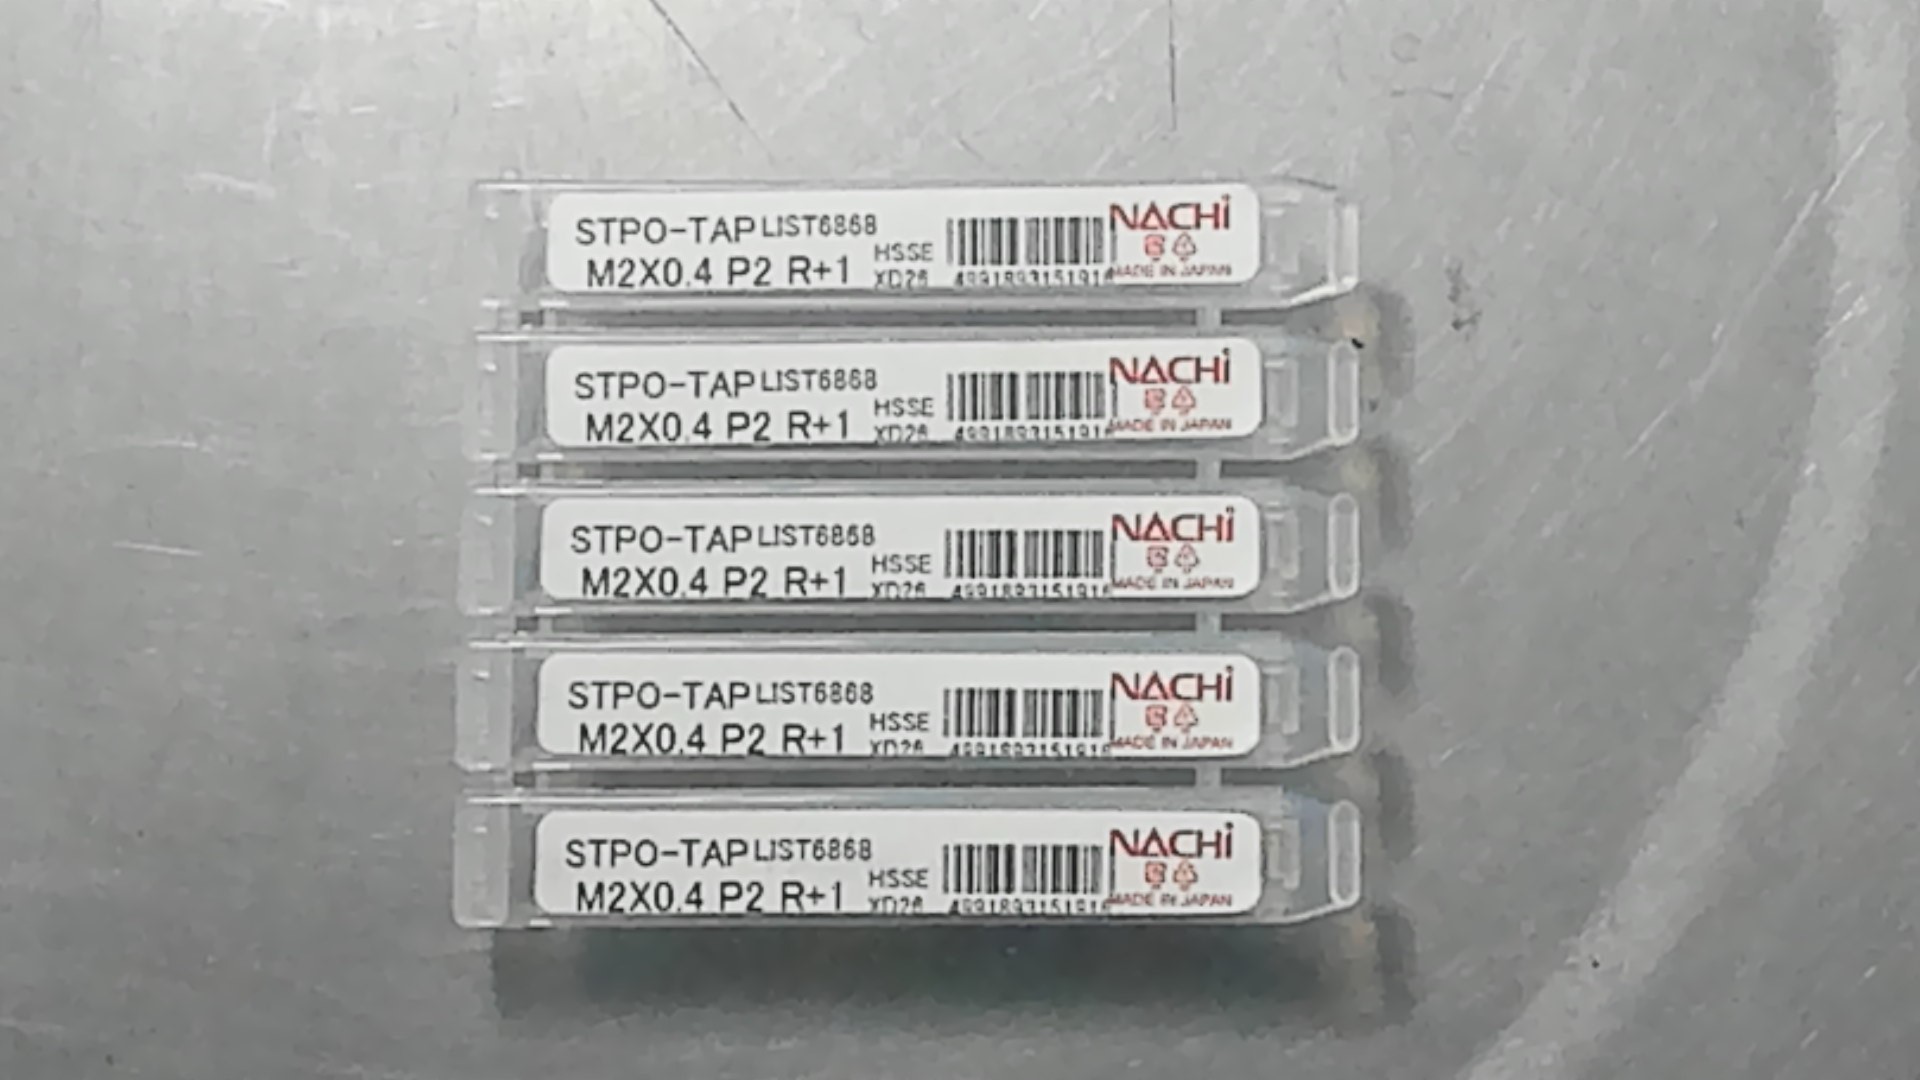 STPO-TAP LIST6868
HSSE
M2X0.4 P2 R+1 XD26
NACHi
MADE IN JAPAN
STPO-TAP LIST6868
HSSE
M2X0.4 P2 R+1 XD26
NACHi
MADE IN JAPAN
STPO-TAP LIST6868
HSSE
M2X0.4 P2 R+1 XD26
NACHi
MADE IN JAPAN
STPO-TAP LIST6868
HSSE
M2X0.4 P2 R+1 XD26
NACHi
MADE IN JAPAN
STPO-TAP LIST6868
HSSE
M2X0.4 P2 R+1 XD26
NACHi
MADE IN JAPAN